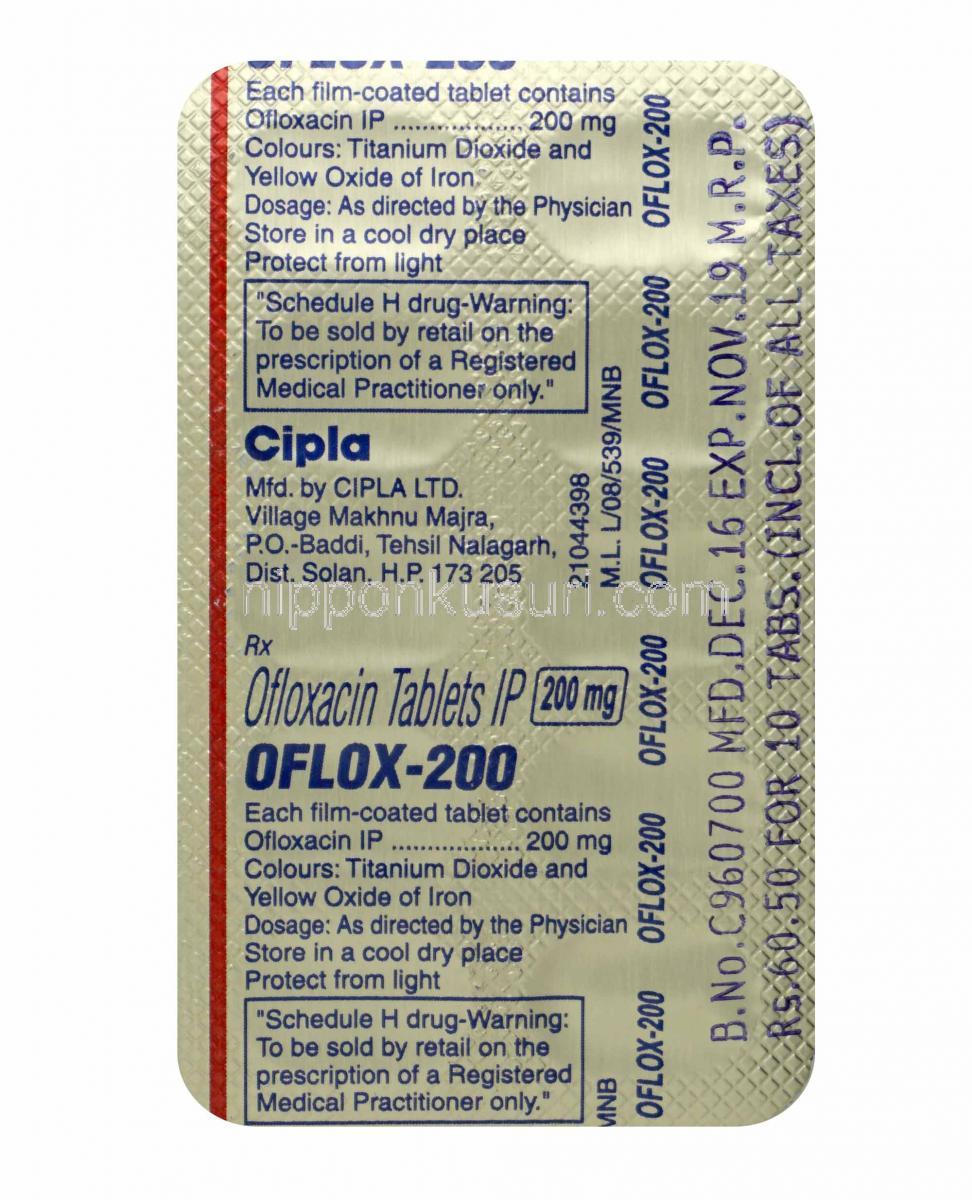 OFLOX-200
Each film-coated tablet contains
Ofloxacin IP .................. 200 mg
Colours: Titanium Dioxide and
Yellow Oxide of Iron
Dosage: As directed by the Physician
Store in a cool dry place
Protect from light
"Schedule H drug-Warning:
To be sold by retail on the
prescription of a Registered
Medical Practitioner only."
Cipla
Mfd. by CIPLA LTD.
Village Makhnu Majra,
P.O.-Baddi, Tehsil Nalagarh,
Dist. Solan. H.P. 173 205
21044398
M.L. L/08/539/MNB
nipponkusuri.com
Rx
Ofloxacin Tablets IP 200 mg
OFLOX-200
Each film-coated tablet contains
Ofloxacin IP .................. 200 mg
Colours: Titanium Dioxide and
Yellow Oxide of Iron
Dosage: As directed by the Physician
Store in a cool dry place
Protect from light
"Schedule H drug-Warning:
To be sold by retail on the
prescription of a Registered
Medical Practitioner only."
MNB
OFLOX-200 OFLOX-200 OFLOX-200 OFLOX-200 OFLOX-200 OFLOX-200
B.No.C960700 MFD.DEC.16 EXP.NOV.19 M.R.P.
Rs.60.50 FOR 10 TABS.(INCL.OF ALL TAXES)